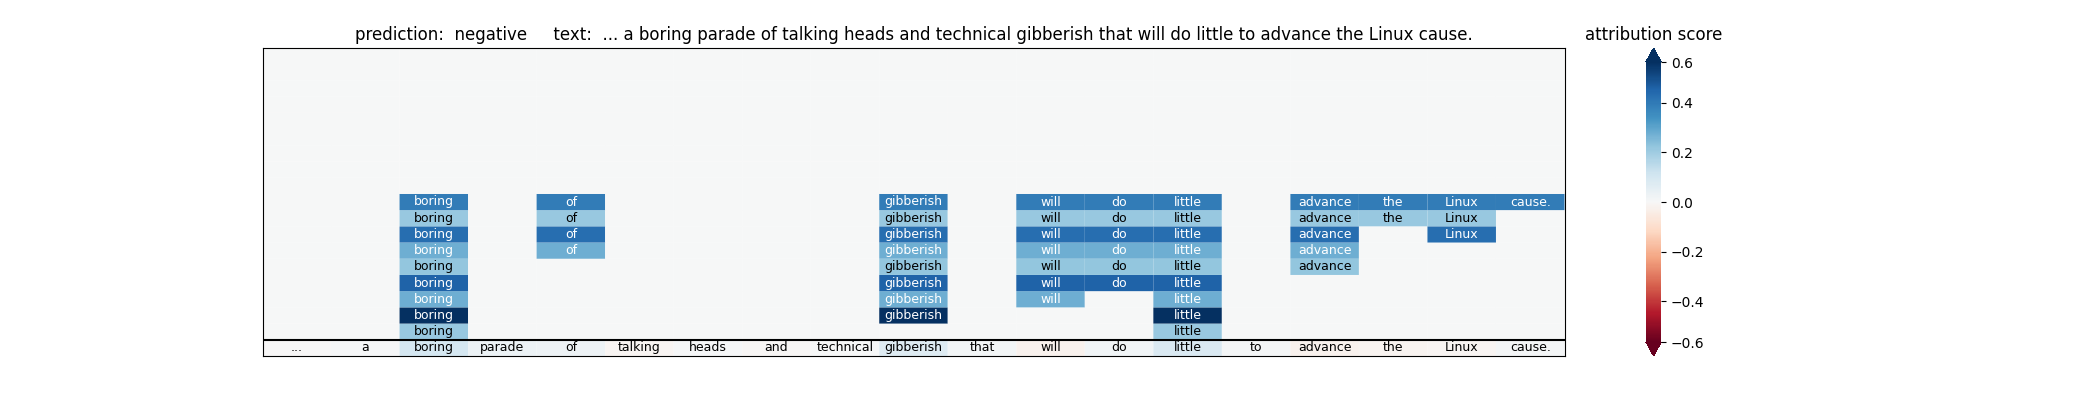 prediction:  negative     text:  ... a boring parade of talking heads and technical gibberish that will do little to advance the Linux cause.     attribution score
0.6
boring of gibberish will do little advance the Linux cause.
boring of gibberish will do little advance the Linux
boring of gibberish will do little advance Linux
boring of gibberish will do little advance
boring gibberish will do little advance
boring gibberish will do little
boring gibberish will little
boring gibberish little
boring little
... a boring parade of talking heads and technical gibberish that will do little to advance the Linux cause.
0.4
0.2
0.0
−0.2
−0.4
−0.6